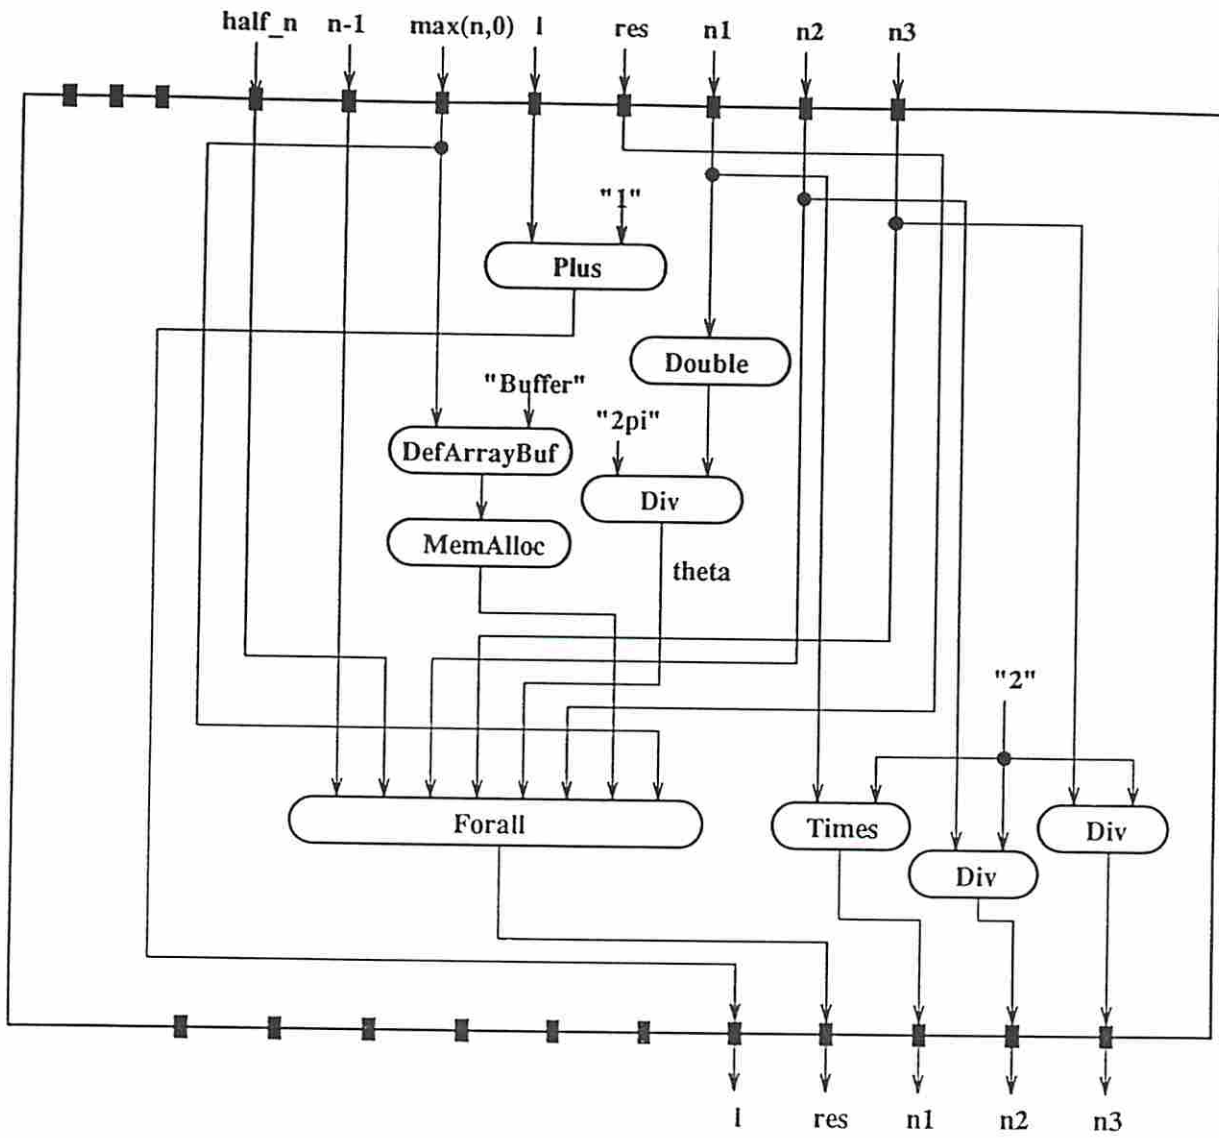 half_n n-1 max(n,0) l res n1 n2 n3
"1"
Plus
Double
"Buffer"
"2pi"
DefArrayBuf
Div
MemAlloc
theta
"2"
Forall
Times
Div
Div
l res n1 n2 n3